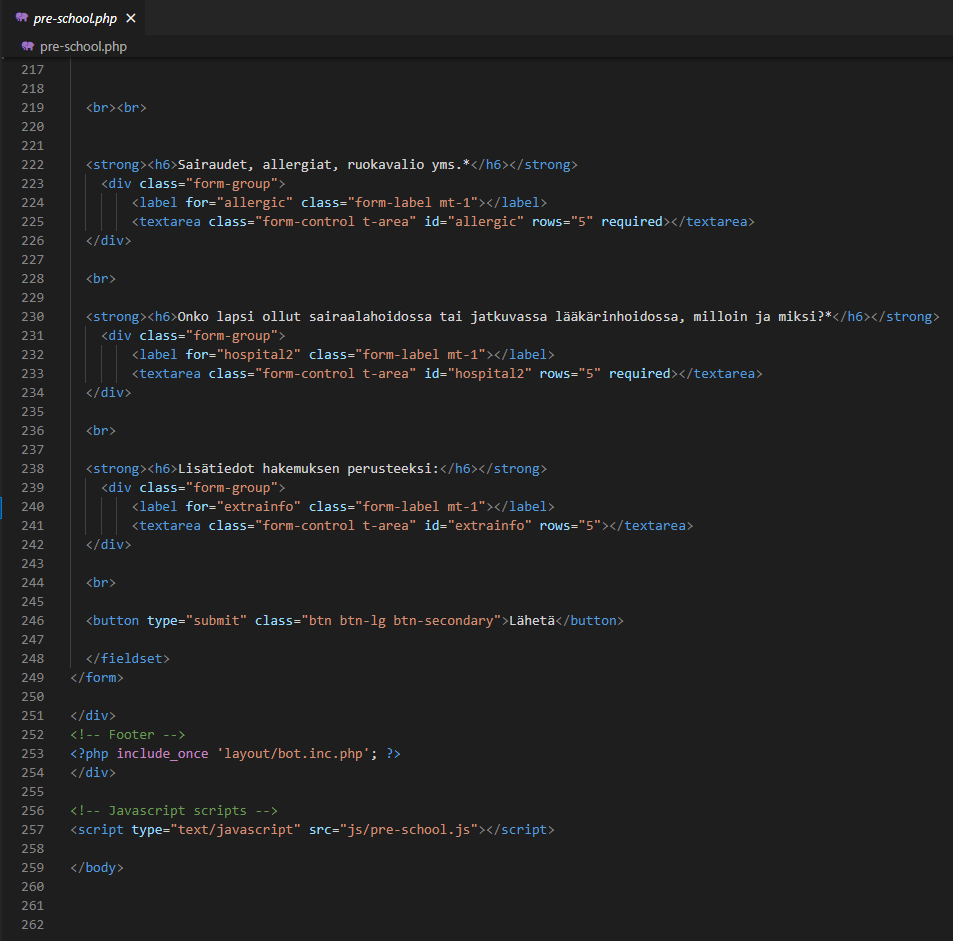 pre-school.php
pre-school.php
217
218
219 <br><br>
220
221
222 <strong><h6>Sairaudet, allergiat, ruokavalio yms.*</h6></strong>
223 <div class="form-group">
224 <label for="allergic" class="form-label mt-1"></label>
225 <textarea class="form-control t-area" id="allergic" rows="5" required></textarea>
226 </div>
227
228 <br>
229
230 <strong><h6>Onko lapsi ollut sairaalahoidossa tai jatkuvassa lääkärinhoidossa, milloin ja miksi?*</h6></strong>
231 <div class="form-group">
232 <label for="hospital2" class="form-label mt-1"></label>
233 <textarea class="form-control t-area" id="hospital2" rows="5" required></textarea>
234 </div>
235
236 <br>
237
238 <strong><h6>Lisätiedot hakemuksen perusteeksi:</h6></strong>
239 <div class="form-group">
240 <label for="extrainfo" class="form-label mt-1"></label>
241 <textarea class="form-control t-area" id="extrainfo" rows="5"></textarea>
242 </div>
243
244 <br>
245
246 <button type="submit" class="btn btn-lg btn-secondary">Lähetä</button>
247
248 </fieldset>
249 </form>
250
251 </div>
252 <!-- Footer -->
253 <?php include_once 'layout/bot.inc.php'; ?>
254 </div>
255
256 <!-- Javascript scripts -->
257 <script type="text/javascript" src="js/pre-school.js"></script>
258
259 </body>
260
261
262